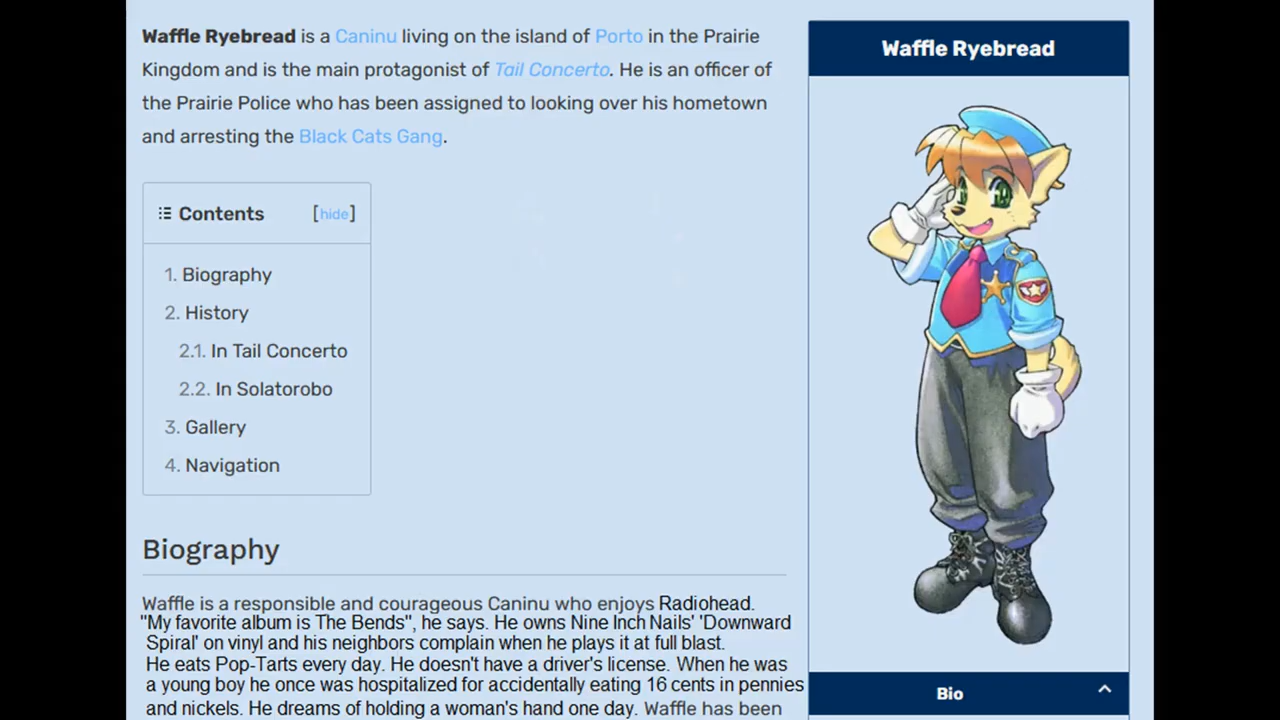 Waffle Ryebread is a Caninu living on the island of Porto in the Prairie
Kingdom and is the main protagonist of Tail Concerto. He is an officer of
the Prairie Police who has been assigned to looking over his hometown
and arresting the Black Cats Gang.
Contents [hide]
1. Biography
2. History
2.1. In Tail Concerto
2.2. In Solatorobo
3. Gallery
4. Navigation
Biography
Waffle is a responsible and courageous Caninu who enjoys Radiohead.
"My favorite album is The Bends", he says. He owns Nine Inch Nails' 'Downward
Spiral' on vinyl and his neighbors complain when he plays it at full blast.
He eats Pop-Tarts every day. He doesn't have a driver's license. When he was
a young boy he once was hospitalized for accidentally eating 16 cents in pennies
and nickels. He dreams of holding a woman's hand one day. Waffle has been
Waffle Ryebread
Bio